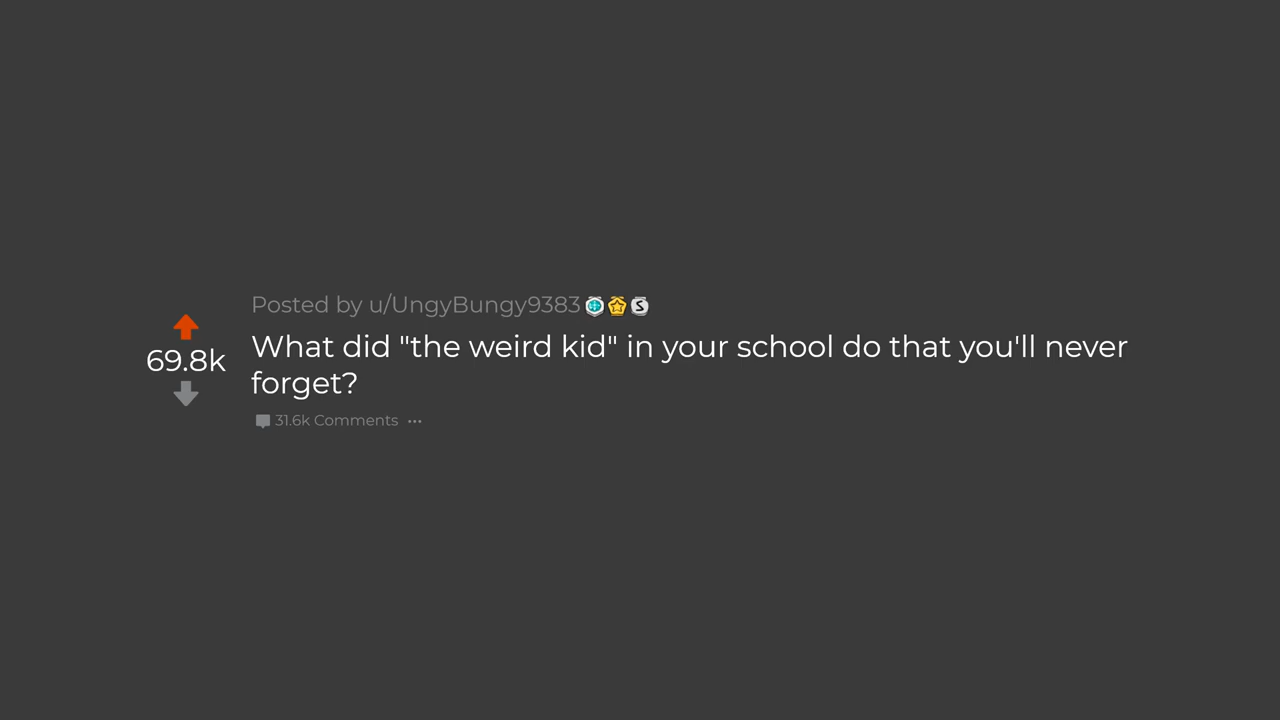 Posted by u/UngyBungy9383
69.8k
What did "the weird kid" in your school do that you'll never
forget?
31.6k Comments ...